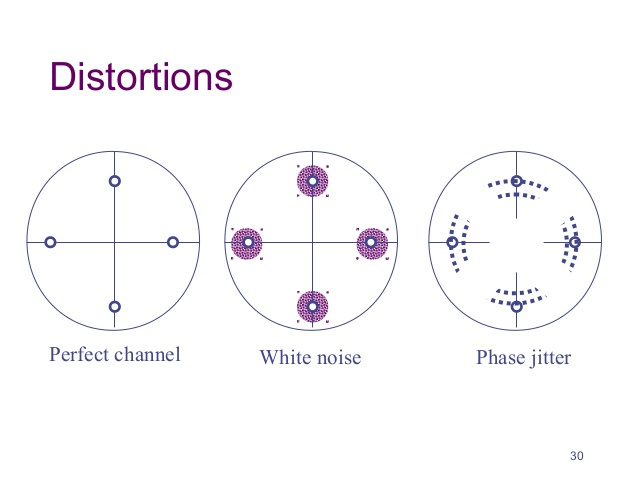 Distortions
Perfect channel
White noise
Phase jitter
30